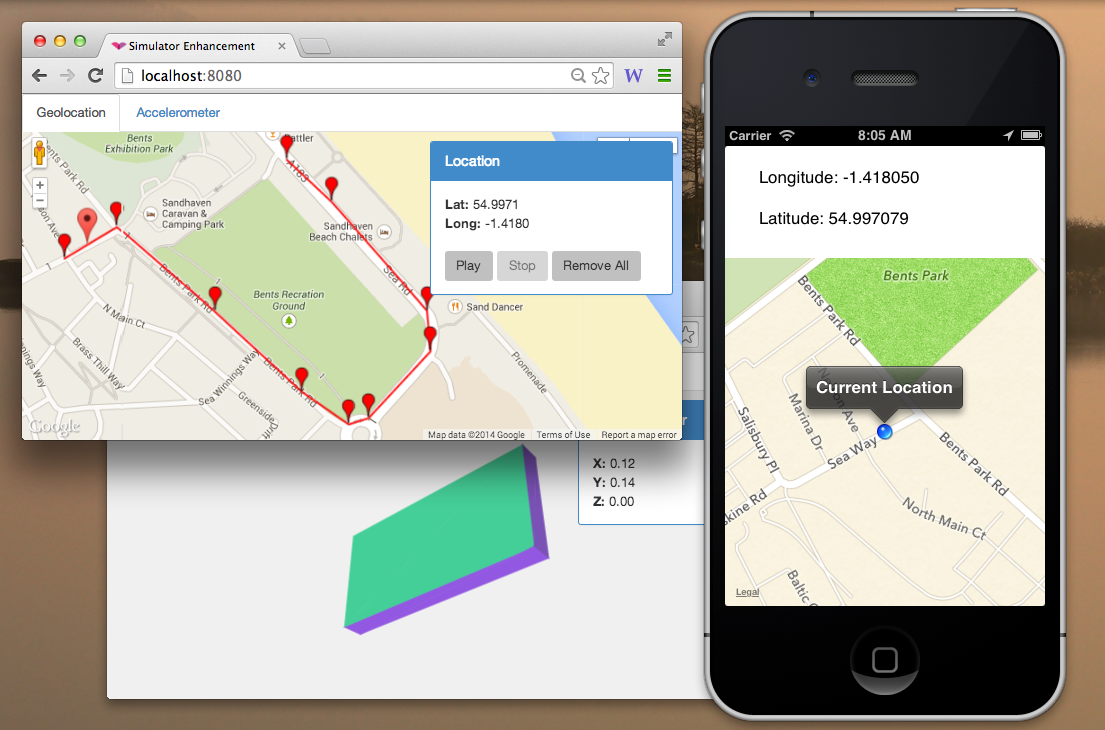 Simulator Enhancement
localhost:8080
W
Geolocation
Accelerometer
Bents
Exhibition Park
Bents Park Rd
Sandhaven
Caravan &
Camping Park
A183
Sandhaven
Beach Chalets
Sea Rd
Bents Recration
Ground
Bents Park Rd
N Main Ct
Brass Thill Way
Sea Winnings Way
Bents Park Rd
Greenside
Sand Dancer
Promenade
Google
Map data ©2014 Google
Terms of Use
Report a map error
Location
Lat: 54.9971
Long: -1.4180
Play
Stop
Remove All
X: 0.12
Y: 0.14
Z: 0.00
Carrier
8:05 AM
Longitude: -1.418050
Latitude: 54.997079
Bents Park
Bents Park Rd
Current Location
Marina Dr
Salisbury Pl
Sea Way
Bents Park Rd
North Main Ct
Legal